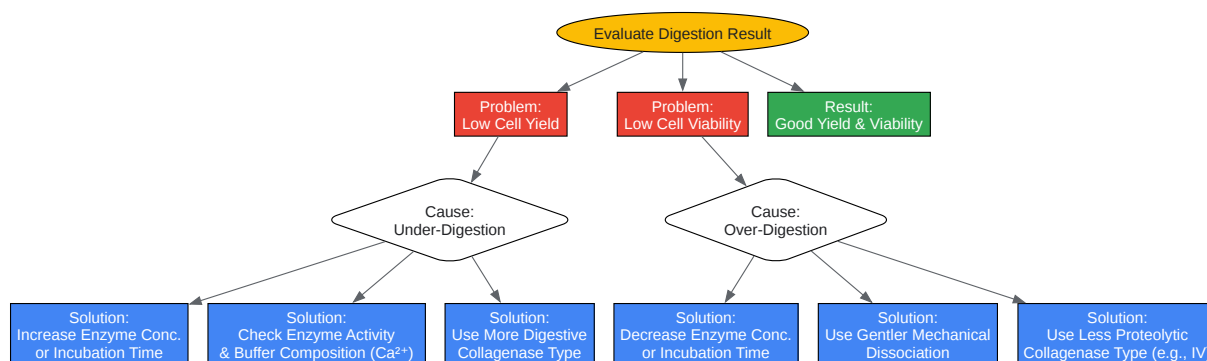 Evaluate Digestion Result
Problem:
Low Cell Yield
Problem:
Low Cell Viability
Result:
Good Yield & Viability
Cause:
Under-Digestion
Cause:
Over-Digestion
Solution:
Increase Enzyme Conc.
or Incubation Time
Solution:
Check Enzyme Activity
& Buffer Composition (Ca²⁺)
Solution:
Use More Digestive
Collagenase Type
Solution:
Decrease Enzyme Conc.
or Incubation Time
Solution:
Use Gentler Mechanical
Dissociation
Solution:
Use Less Proteolytic
Collagenase Type (e.g., IV